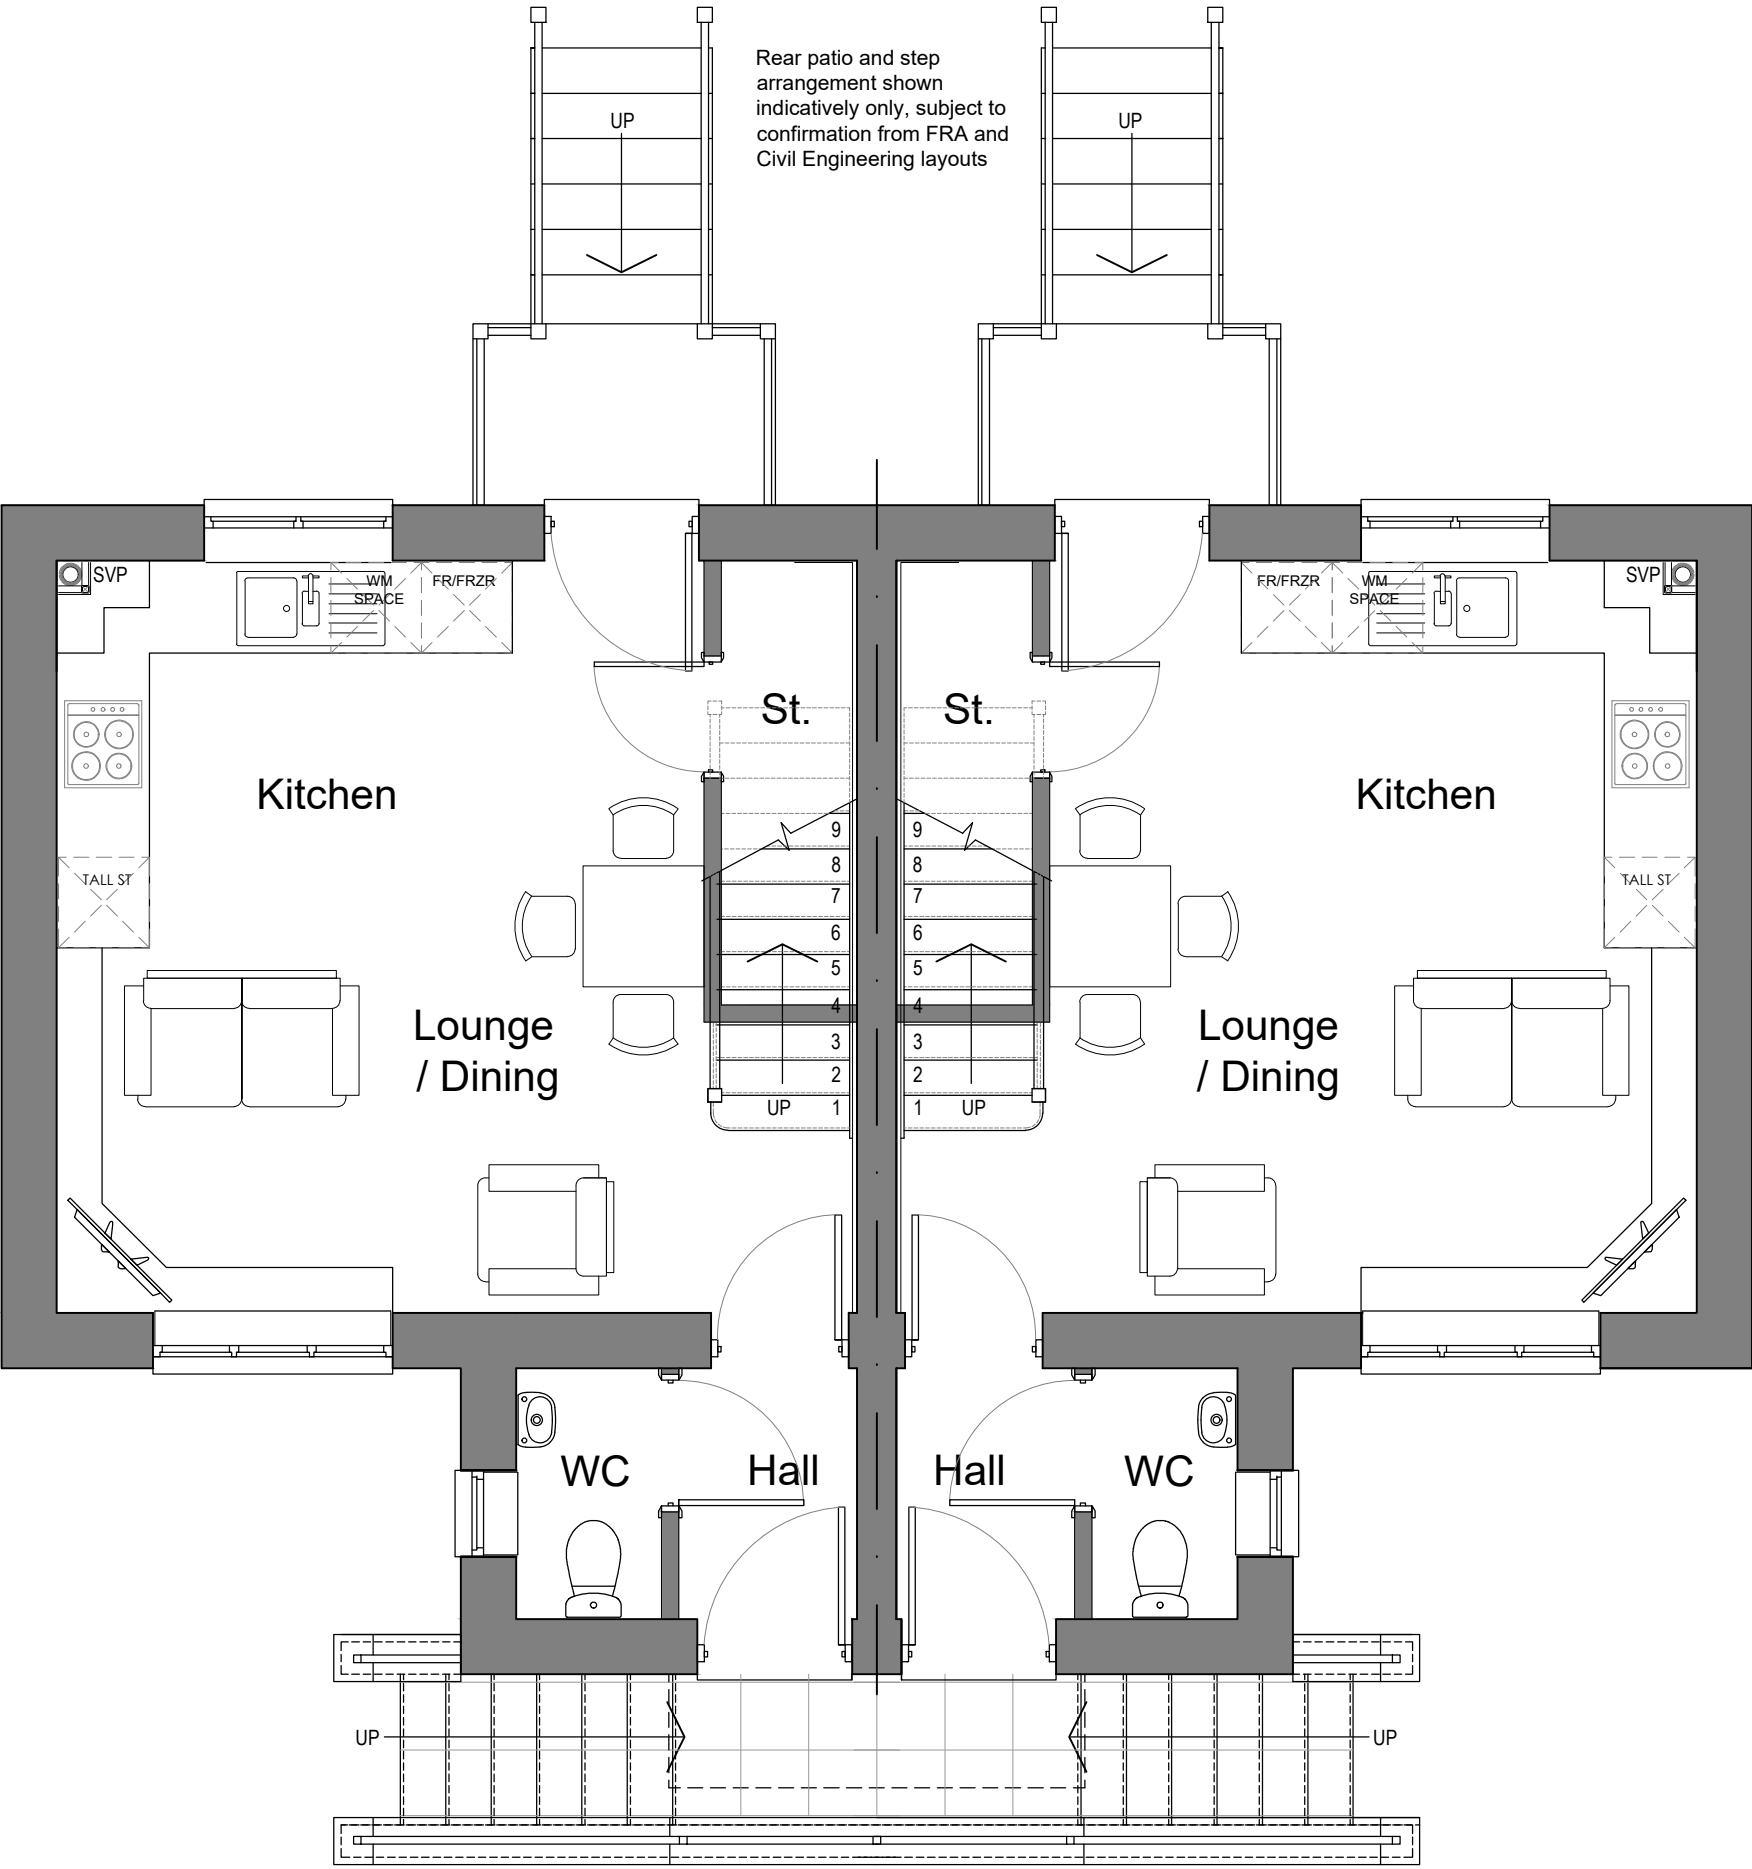 Rear patio and step
arrangement shown
indicatively only, subject to
confirmation from FRA and
Civil Engineering layouts
UP
UP
SVP
WM
SPACE
FR/FRZR
FR/FRZR
WM
SPACE
SVP
St.
St.
Kitchen
Kitchen
TALL ST
TALL ST
9
8
7
6
5
4
3
2
1
UP
9
8
7
6
5
4
3
2
1
UP
Lounge
/ Dining
Lounge
/ Dining
WC
Hall
Hall
WC
UP
UP